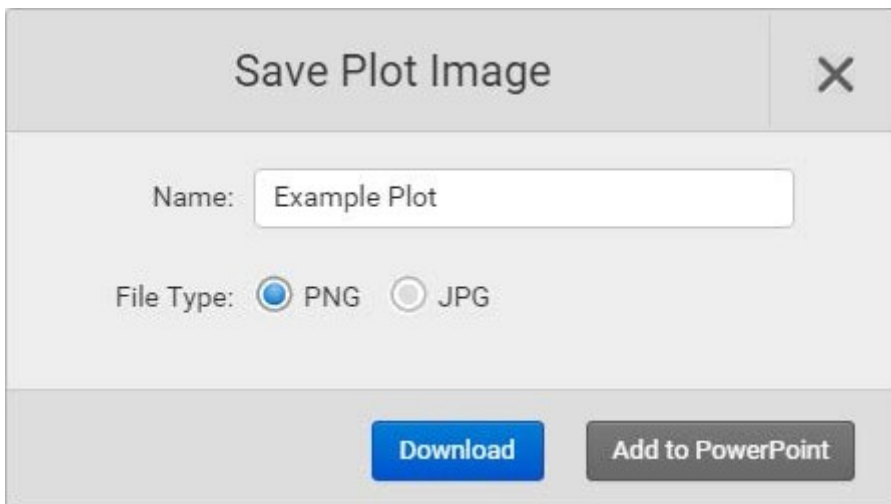 Save Plot Image
Name: Example Plot
File Type: PNG JPG
Download Add to PowerPoint